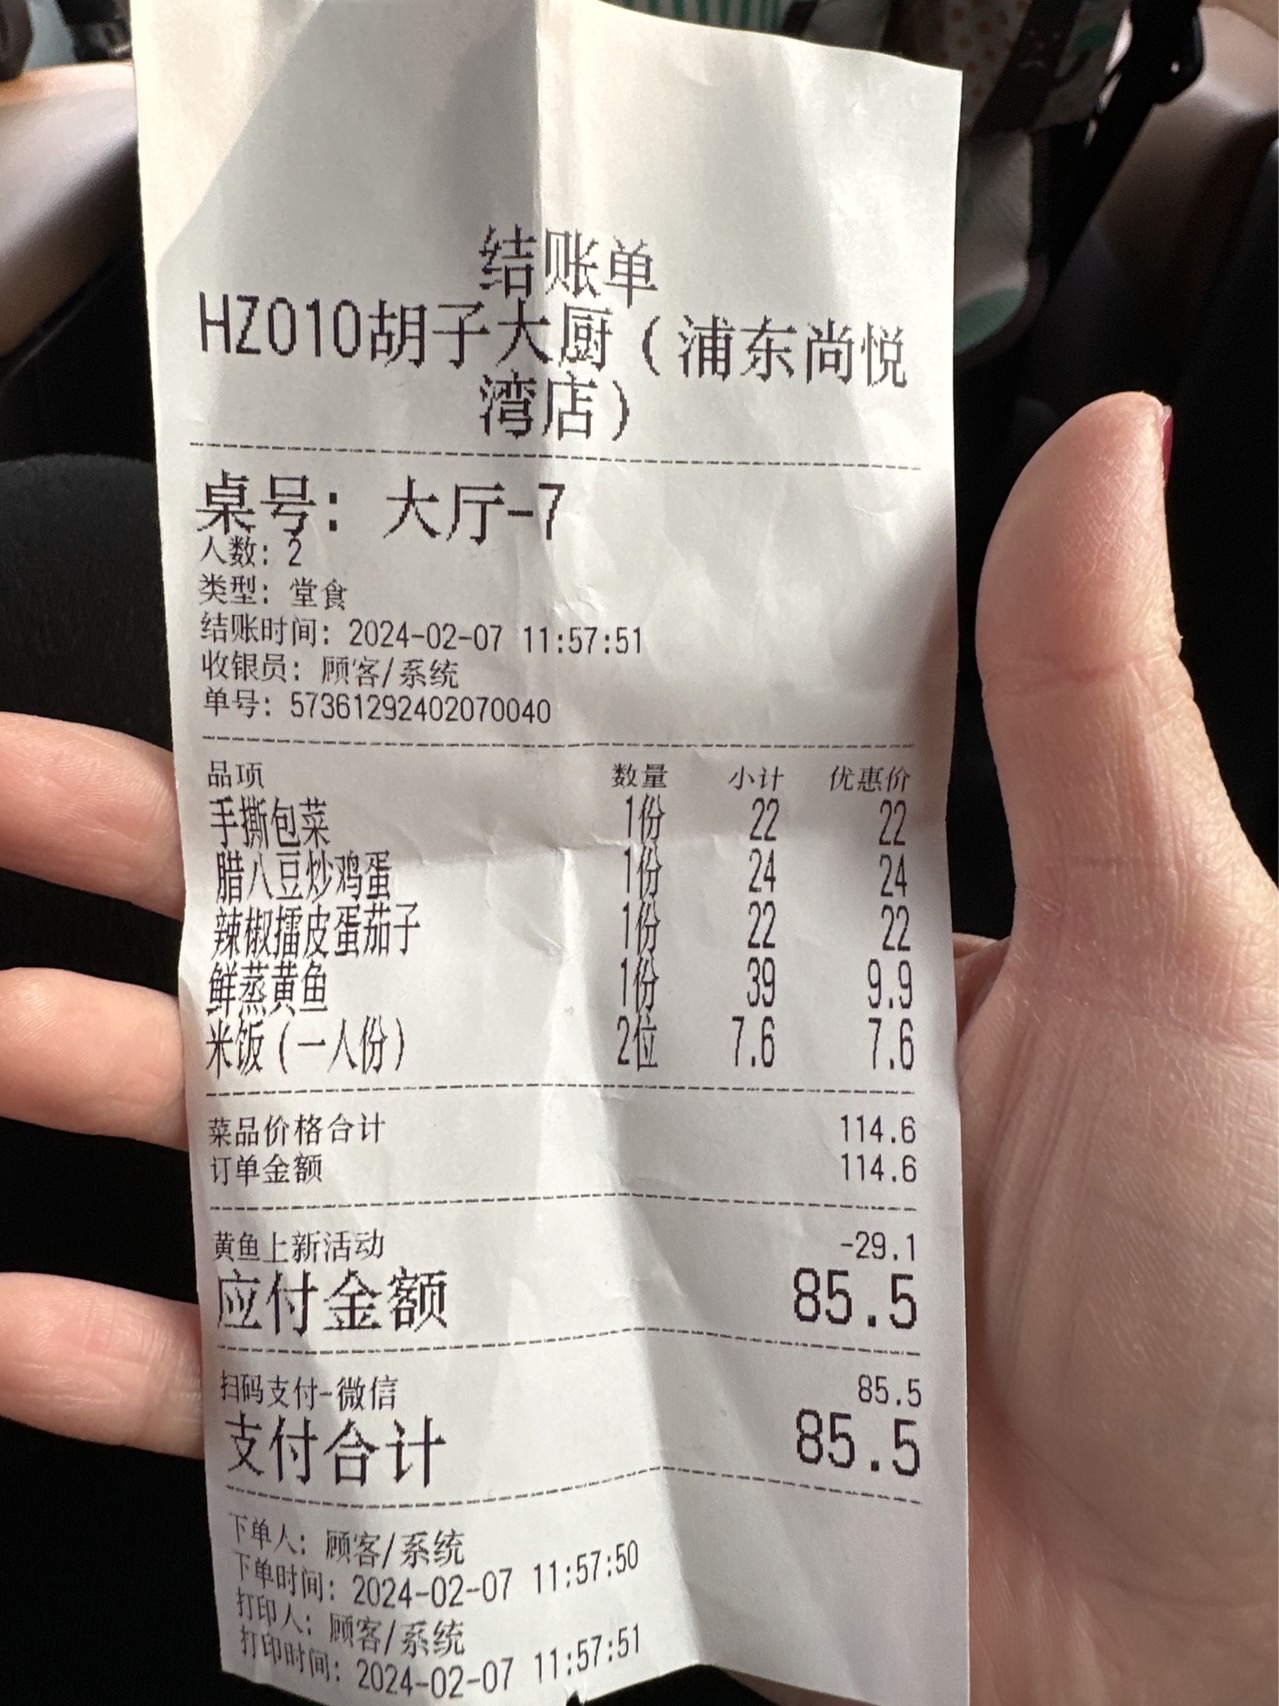 结账单
HZ010胡子大厨(浦东尚悦
湾店)
桌号: 大厅-7
人数: 2
类型: 堂食
结账时间: 2024-02-07 11:57:51
收银员: 顾客/系统
单号: 57361292402070040
品项 数量 小计 优惠价
手撕包菜 1份 22 22
腊八豆炒鸡蛋 1份 24 24
辣椒擂皮蛋茄子 1份 22 22
鲜蒸黄鱼 1份 39 9.9
米饭(一人份) 2位 7.6 7.6
菜品价格合计 114.6
订单金额 114.6
黄鱼上新活动 -29.1
应付金额 85.5
扫码支付-微信 85.5
支付合计 85.5
下单人: 顾客/系统
下单时间: 2024-02-07 11:57:50
打印人: 顾客/系统
打印时间: 2024-02-07 11:57:51